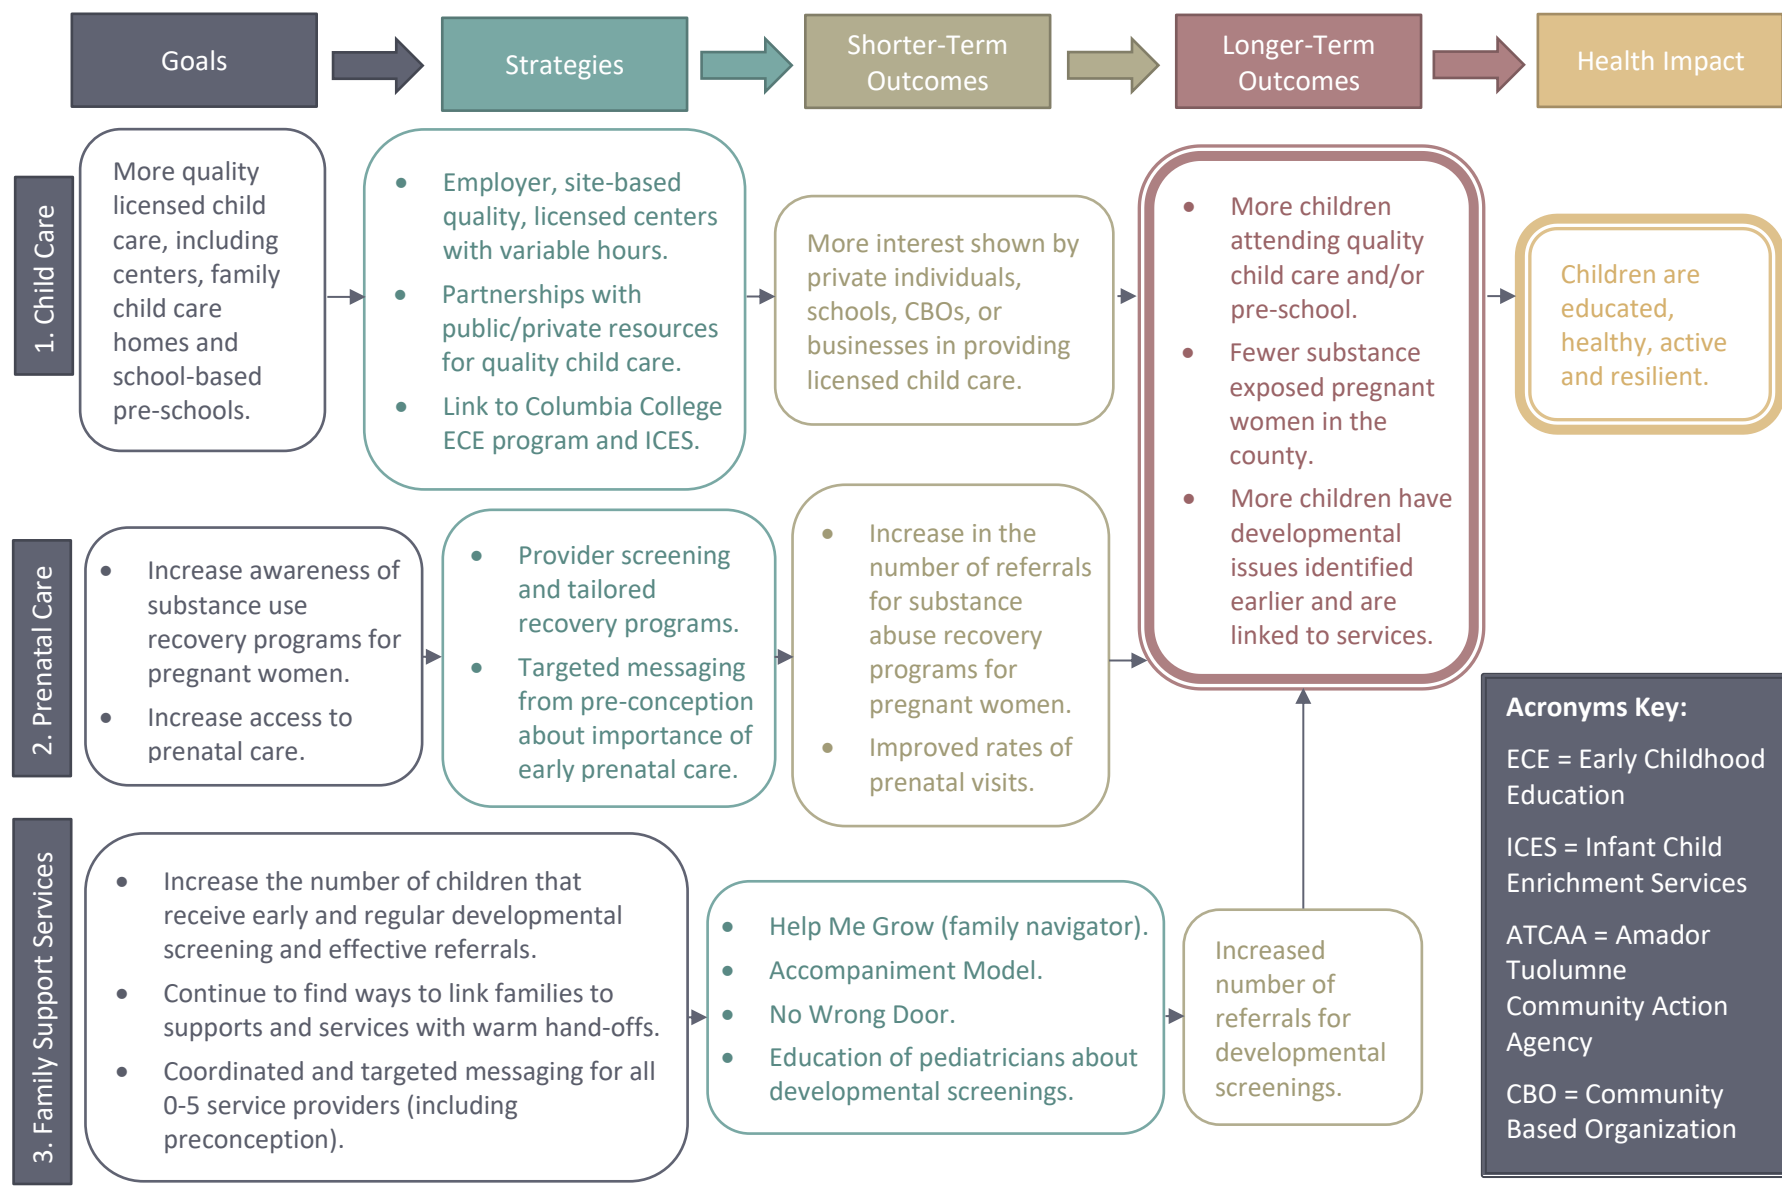 Goals
Strategies
Shorter-Term
Outcomes
Longer-Term
Outcomes
Health Impact
1. Child Care
More quality
licensed child
care, including
centers, family
child care
homes and
school-based
pre-schools.
• Employer, site-based
quality, licensed centers
with variable hours.
• Partnerships with
public/private resources
for quality child care.
• Link to Columbia College
ECE program and ICES.
More interest shown by
private individuals,
schools, CBOs, or
businesses in providing
licensed child care.
• More children
attending quality
child care and/or
pre-school.
• Fewer substance
exposed pregnant
women in the
county.
• More children have
developmental
issues identified
earlier and are
linked to services.
Children are
educated,
healthy, active
and resilient.
2. Prenatal Care
• Increase awareness of
substance use
recovery programs for
pregnant women.
• Increase access to
prenatal care.
• Provider screening
and tailored
recovery programs.
• Targeted messaging
from pre-conception
about importance of
early prenatal care.
• Increase in the
number of referrals
for substance
abuse recovery
programs for
pregnant women.
• Improved rates of
prenatal visits.
3. Family Support Services
• Increase the number of children that
receive early and regular developmental
screening and effective referrals.
• Continue to find ways to link families to
supports and services with warm hand-offs.
• Coordinated and targeted messaging for all
0-5 service providers (including
preconception).
• Help Me Grow (family navigator).
• Accompaniment Model.
• No Wrong Door.
• Education of pediatricians about
developmental screenings.
Increased
number of
referrals for
developmental
screenings.
Acronyms Key:
ECE = Early Childhood
Education
ICES = Infant Child
Enrichment Services
ATCAA = Amador
Tuolumne
Community Action
Agency
CBO = Community
Based Organization